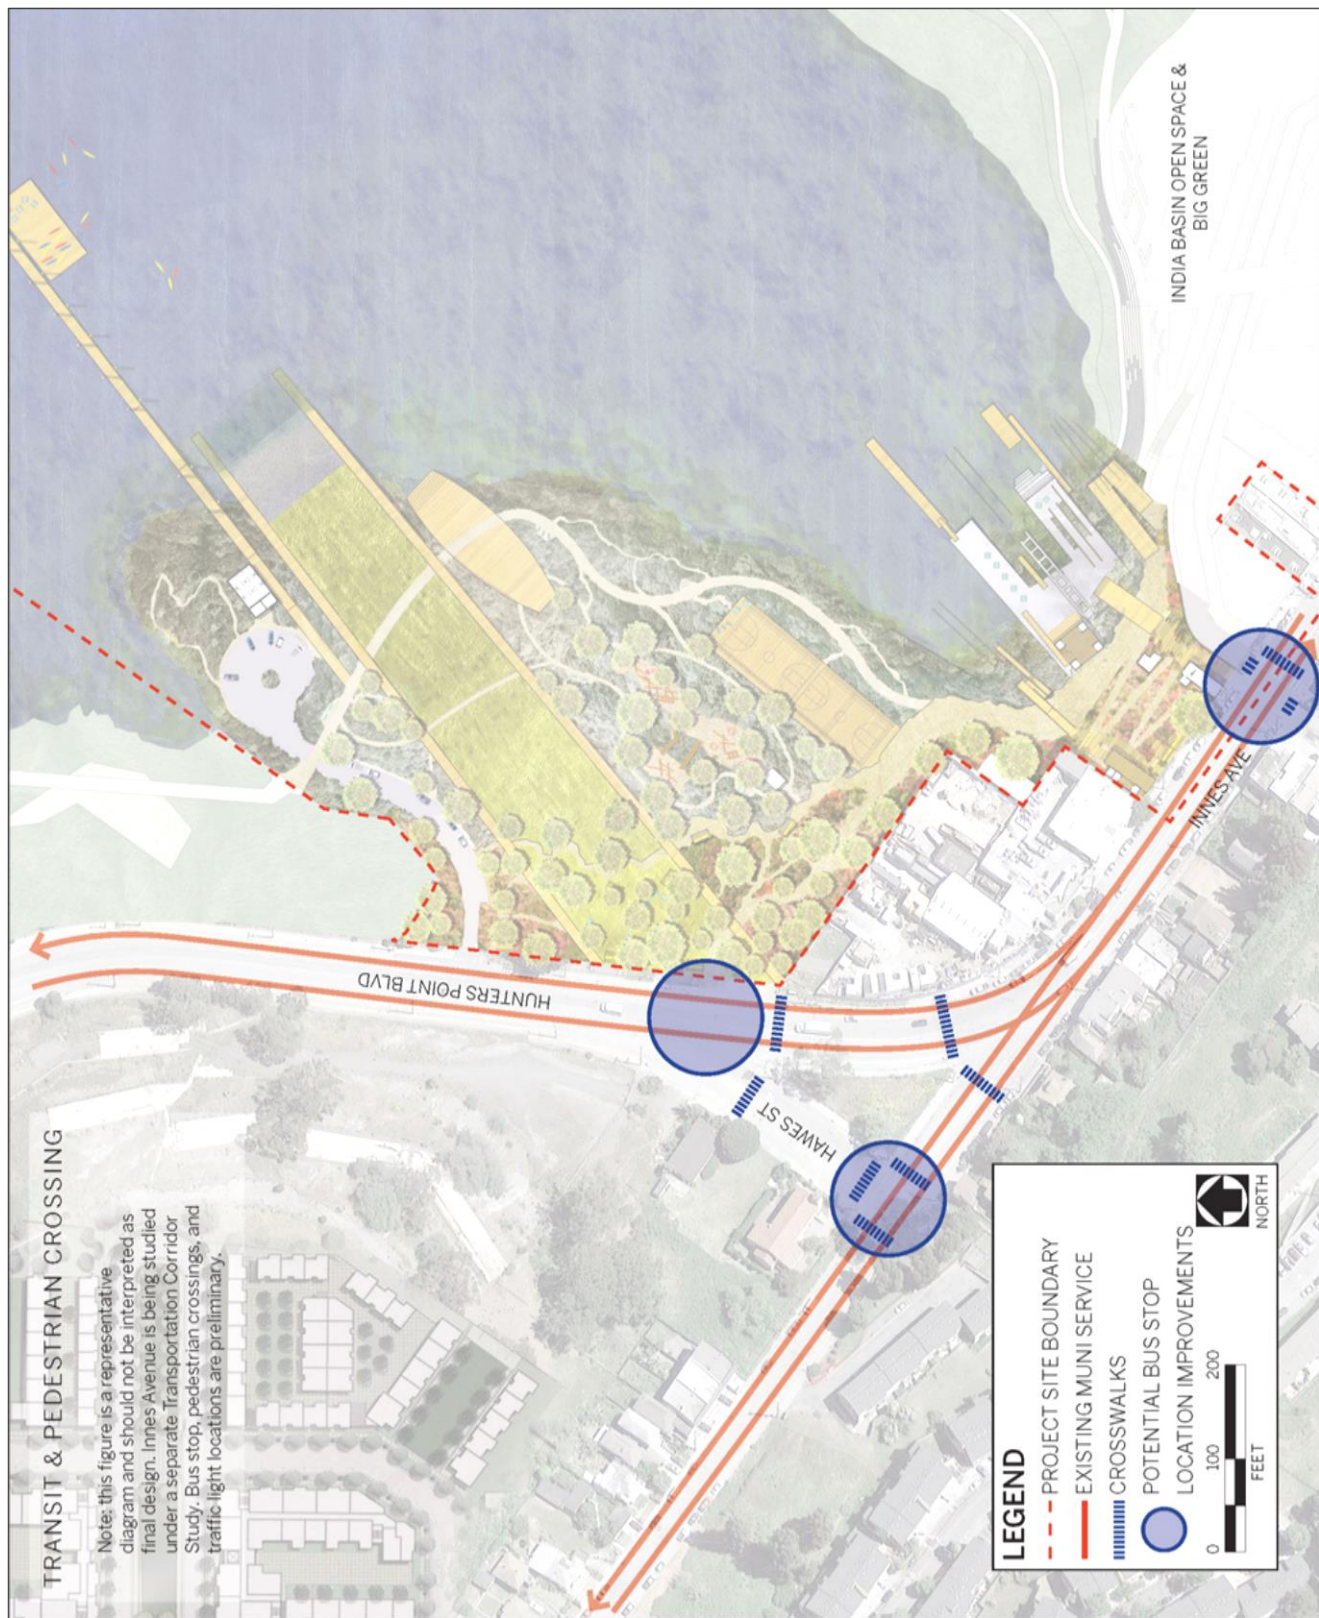 TRANSIT & PEDESTRIAN CROSSING
Note: this figure is a representative
diagram and should not be interpreted as
final design. Innes Avenue is being studied
under a separate Transportation Corridor
Study. Bus stop, pedestrian crossings, and
traffic light locations are preliminary.
HUNTERS POINT BLVD
HAWES ST
INNES AVE
INDIA BASIN OPEN SPACE &
BIG GREEN
LEGEND
PROJECT SITE BOUNDARY
EXISTING MUNI SERVICE
CROSSWALKS
POTENTIAL BUS STOP
LOCATION IMPROVEMENTS
0 100 200
FEET
NORTH